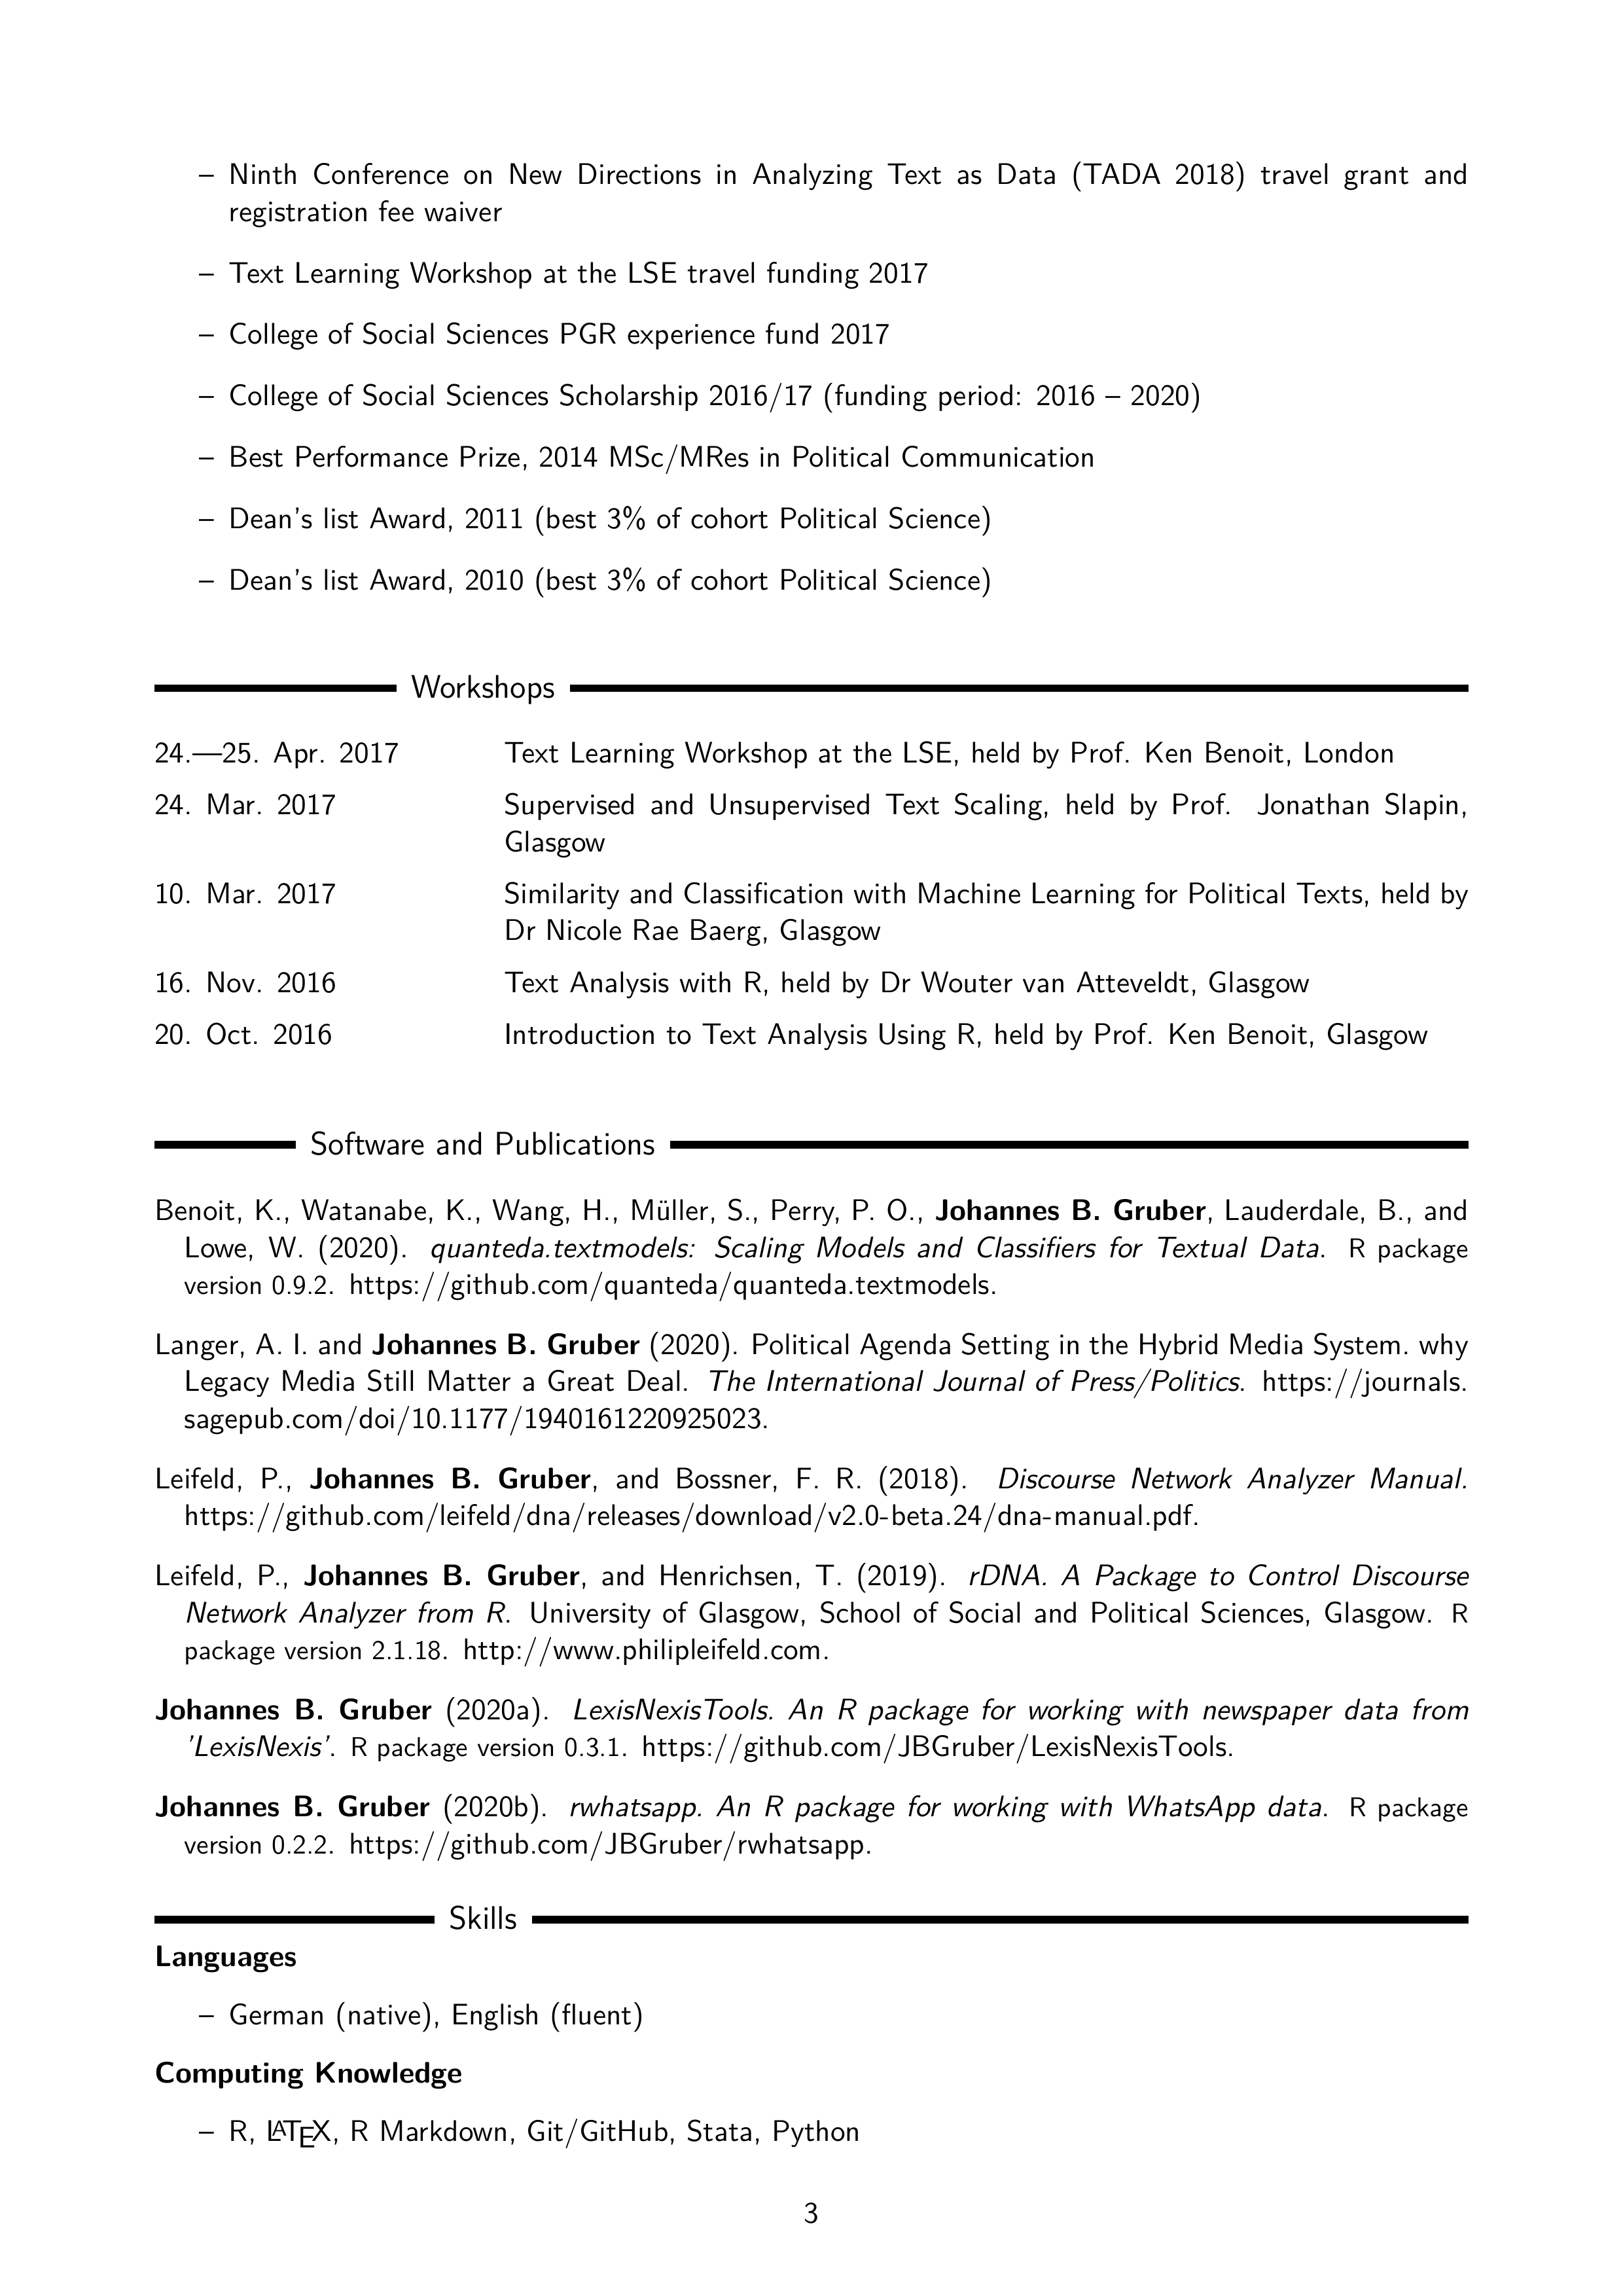 – Ninth Conference on New Directions in Analyzing Text as Data (TADA 2018) travel grant and
registration fee waiver
– Text Learning Workshop at the LSE travel funding 2017
– College of Social Sciences PGR experience fund 2017
– College of Social Sciences Scholarship 2016/17 (funding period: 2016 – 2020)
– Best Performance Prize, 2014 MSc/MRes in Political Communication
– Dean's list Award, 2011 (best 3% of cohort Political Science)
– Dean's list Award, 2010 (best 3% of cohort Political Science)
Workshops
24.—25. Apr. 2017 Text Learning Workshop at the LSE, held by Prof. Ken Benoit, London
24. Mar. 2017 Supervised and Unsupervised Text Scaling, held by Prof. Jonathan Slapin,
Glasgow
10. Mar. 2017 Similarity and Classification with Machine Learning for Political Texts, held by
Dr Nicole Rae Baerg, Glasgow
16. Nov. 2016 Text Analysis with R, held by Dr Wouter van Atteveldt, Glasgow
20. Oct. 2016 Introduction to Text Analysis Using R, held by Prof. Ken Benoit, Glasgow
Software and Publications
Benoit, K., Watanabe, K., Wang, H., Müller, S., Perry, P. O., Johannes B. Gruber, Lauderdale, B., and
Lowe, W. (2020). quanteda.textmodels: Scaling Models and Classifiers for Textual Data. R package
version 0.9.2. https://github.com/quanteda/quanteda.textmodels.
Langer, A. I. and Johannes B. Gruber (2020). Political Agenda Setting in the Hybrid Media System. why
Legacy Media Still Matter a Great Deal. The International Journal of Press/Politics. https://journals.
sagepub.com/doi/10.1177/1940161220925023.
Leifeld, P., Johannes B. Gruber, and Bossner, F. R. (2018). Discourse Network Analyzer Manual.
https://github.com/leifeld/dna/releases/download/v2.0-beta.24/dna-manual.pdf.
Leifeld, P., Johannes B. Gruber, and Henrichsen, T. (2019). rDNA. A Package to Control Discourse
Network Analyzer from R. University of Glasgow, School of Social and Political Sciences, Glasgow. R
package version 2.1.18. http://www.philipleifeld.com.
Johannes B. Gruber (2020a). LexisNexisTools. An R package for working with newspaper data from
'LexisNexis'. R package version 0.3.1. https://github.com/JBGruber/LexisNexisTools.
Johannes B. Gruber (2020b). rwhatsapp. An R package for working with WhatsApp data. R package
version 0.2.2. https://github.com/JBGruber/rwhatsapp.
Skills
Languages
– German (native), English (fluent)
Computing Knowledge
– R, LATEX, R Markdown, Git/GitHub, Stata, Python
3